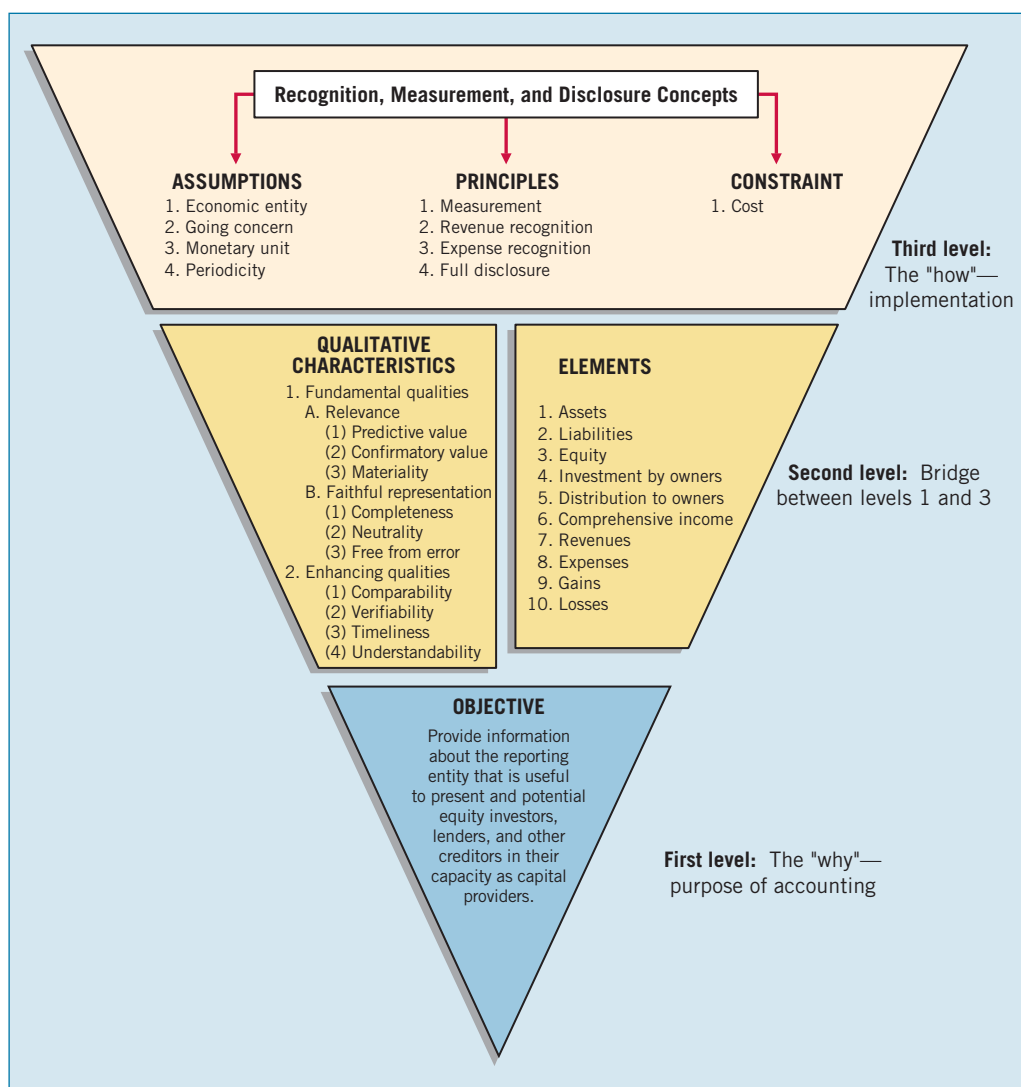 Recognition, Measurement, and Disclosure Concepts
ASSUMPTIONS
1. Economic entity
2. Going concern
3. Monetary unit
4. Periodicity
PRINCIPLES
1. Measurement
2. Revenue recognition
3. Expense recognition
4. Full disclosure
CONSTRAINT
1. Cost
Third level:
The "how"—
implementation
QUALITATIVE
CHARACTERISTICS
1. Fundamental qualities
A. Relevance
(1) Predictive value
(2) Confirmatory value
(3) Materiality
B. Faithful representation
(1) Completeness
(2) Neutrality
(3) Free from error
2. Enhancing qualities
(1) Comparability
(2) Verifiability
(3) Timeliness
(4) Understandability
ELEMENTS
1. Assets
2. Liabilities
3. Equity
4. Investment by owners
5. Distribution to owners
6. Comprehensive income
7. Revenues
8. Expenses
9. Gains
10. Losses
Second level: Bridge
between levels 1 and 3
OBJECTIVE
Provide information
about the reporting
entity that is useful
to present and potential
equity investors,
lenders, and other
creditors in their
capacity as capital
providers.
First level: The "why"—
purpose of accounting